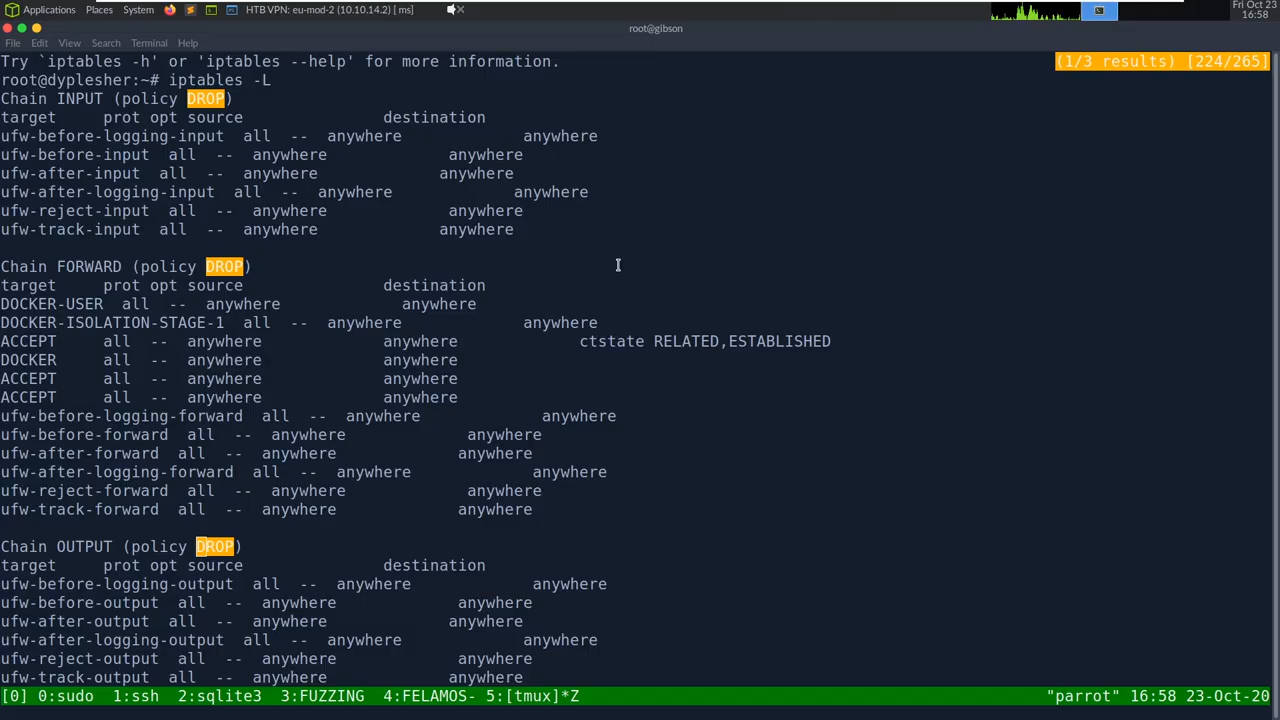 Applications Places System HTB VPN: eu-mod-2 (10.10.14.2) [ ms] Fri Oct 23
16:58
root@gibson
File Edit View Search Terminal Help
Try `iptables -h' or 'iptables --help' for more information. (1/3 results) [224/265]
root@dyplesher:~# iptables -L
Chain INPUT (policy DROP)
target     prot opt source               destination
ufw-before-logging-input  all  --  anywhere             anywhere
ufw-before-input  all  --  anywhere             anywhere
ufw-after-input  all  --  anywhere             anywhere
ufw-after-logging-input  all  --  anywhere             anywhere
ufw-reject-input  all  --  anywhere             anywhere
ufw-track-input  all  --  anywhere             anywhere
Chain FORWARD (policy DROP)
target     prot opt source               destination
DOCKER-USER  all  --  anywhere             anywhere
DOCKER-ISOLATION-STAGE-1  all  --  anywhere             anywhere
ACCEPT     all  --  anywhere             anywhere             ctstate RELATED,ESTABLISHED
DOCKER     all  --  anywhere             anywhere
ACCEPT     all  --  anywhere             anywhere
ACCEPT     all  --  anywhere             anywhere
ufw-before-logging-forward  all  --  anywhere             anywhere
ufw-before-forward  all  --  anywhere             anywhere
ufw-after-forward  all  --  anywhere             anywhere
ufw-after-logging-forward  all  --  anywhere             anywhere
ufw-reject-forward  all  --  anywhere             anywhere
ufw-track-forward  all  --  anywhere             anywhere
Chain OUTPUT (policy DROP)
target     prot opt source               destination
ufw-before-logging-output  all  --  anywhere             anywhere
ufw-before-output  all  --  anywhere             anywhere
ufw-after-output  all  --  anywhere             anywhere
ufw-after-logging-output  all  --  anywhere             anywhere
ufw-reject-output  all  --  anywhere             anywhere
ufw-track-output  all  --  anywhere             anywhere
[0] 0:sudo  1:ssh  2:sqlite3  3:FUZZING  4:FELAMOS- 5:[tmux]*Z "parrot" 16:58 23-Oct-20